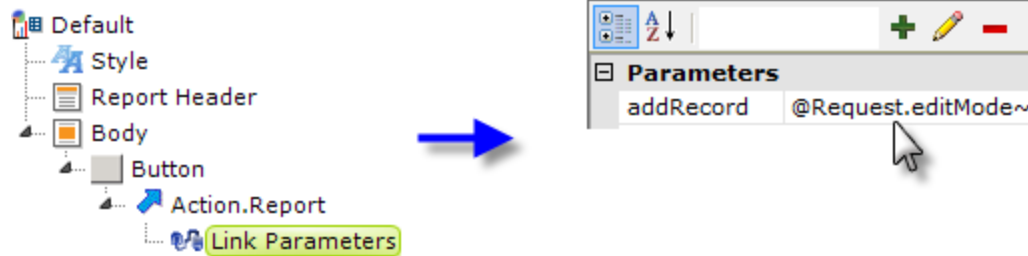 Default
Style
Report Header
Body
Button
Action.Report
Link Parameters
A
Z
Parameters
addRecord @Request.editMode~